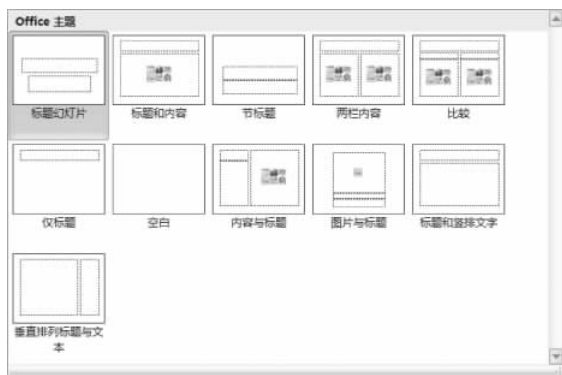 Office 主题
标题幻灯片
标题和内容
节标题
两栏内容
比较
仅标题
空白
内容与标题
图片与标题
标题和竖排文字
垂直排列标题与文
本